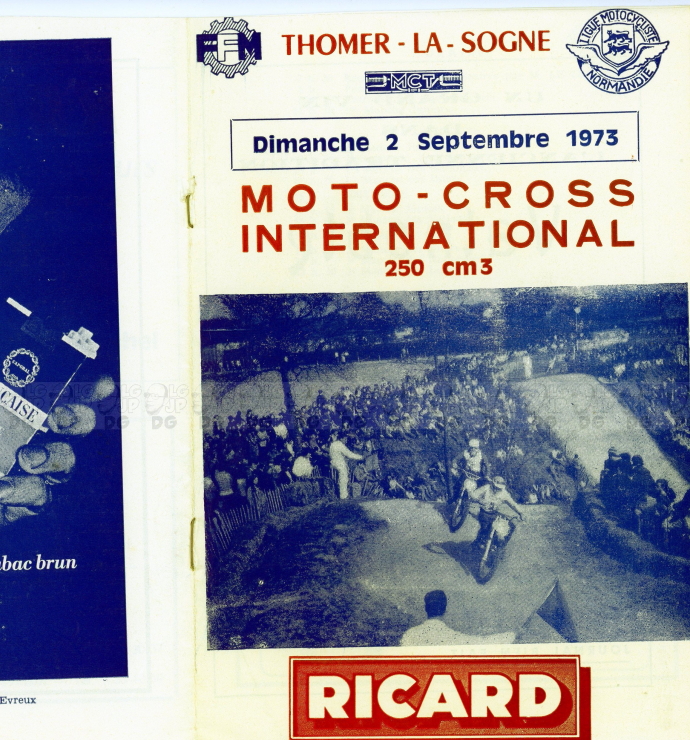 FFM
THOMER - LA - SOGNE
LIGUE MOTOCYCLISTE
NORMANDIE
MCT
Dimanche 2 Septembre 1973
MOTO - CROSS
INTERNATIONAL
250 cm3
RICARD
CAISE
bac brun
Evreux